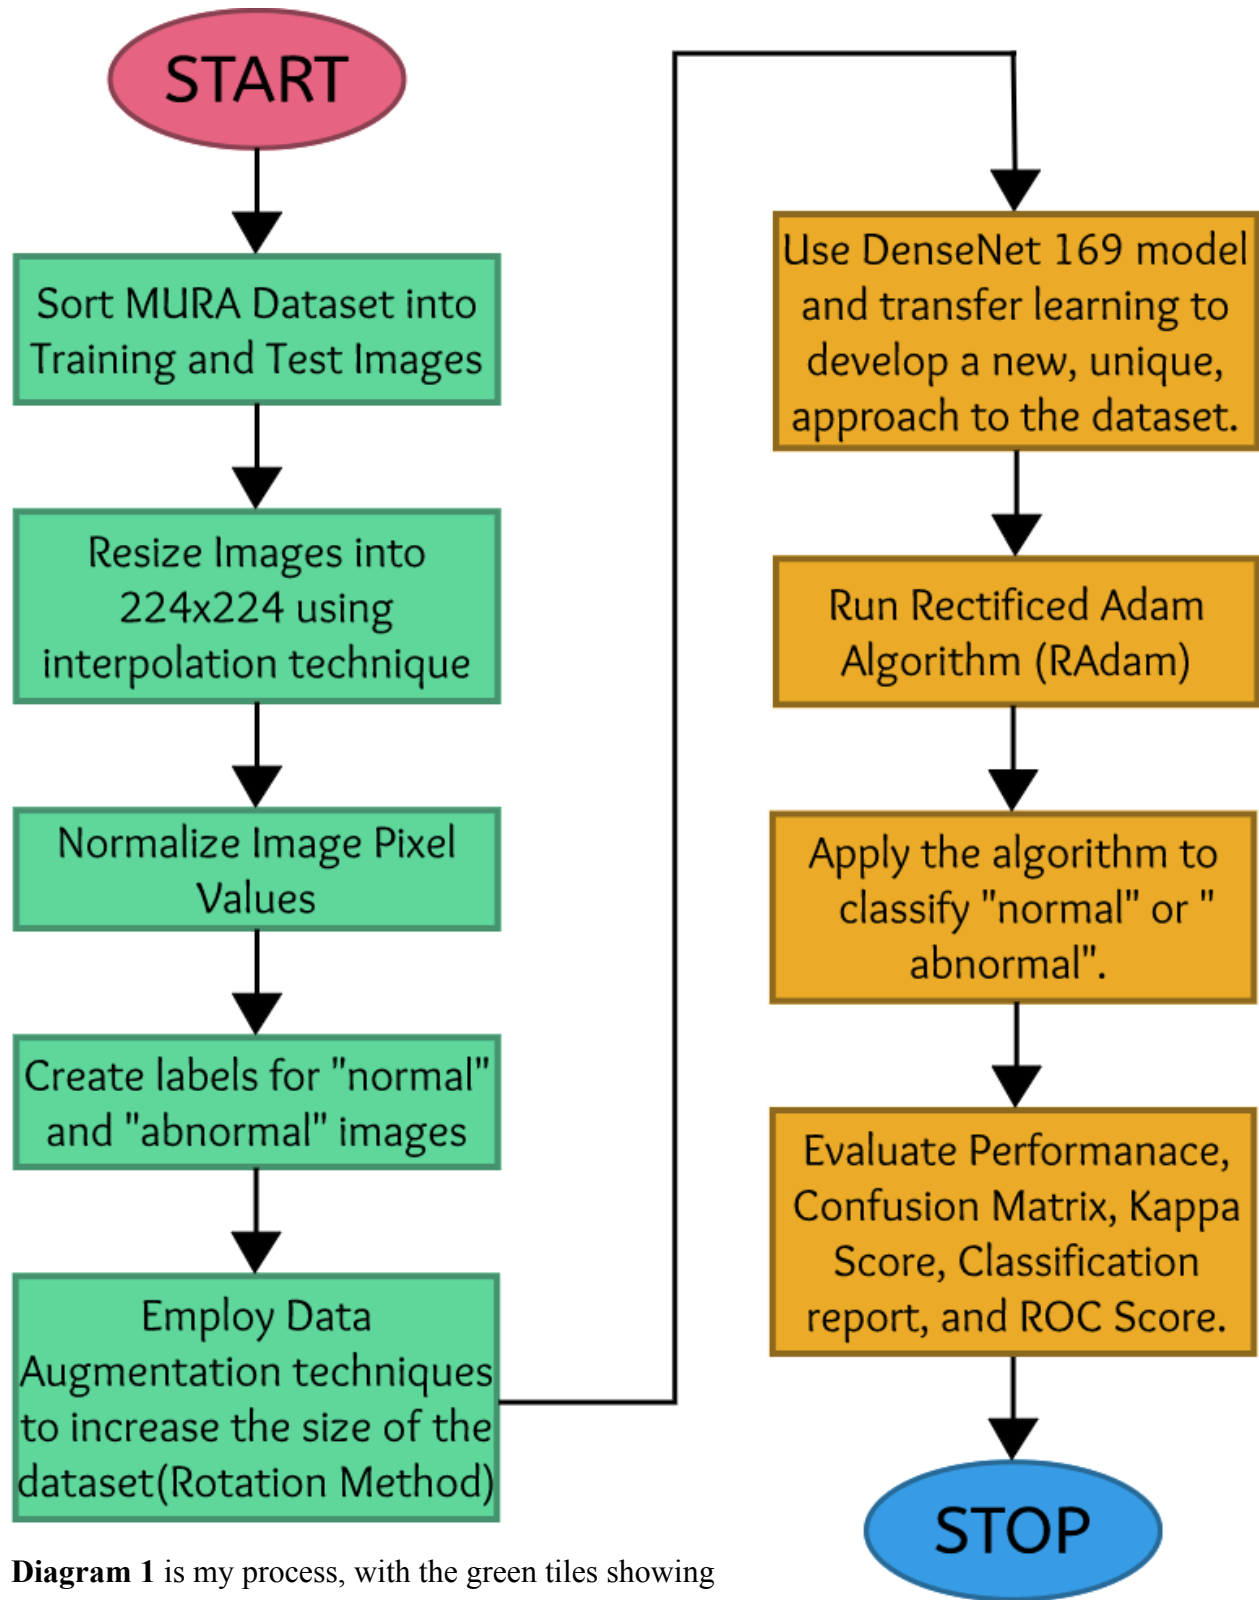 START
Sort MURA Dataset into
Training and Test Images
Resize Images into
224x224 using
interpolation technique
Normalize Image Pixel
Values
Create labels for "normal"
and "abnormal" images
Employ Data
Augmentation techniques
to increase the size of the
dataset(Rotation Method)
Use DenseNet 169 model
and transfer learning to
develop a new, unique,
approach to the dataset.
Run Rectificed Adam
Algorithm (RAdam)
Apply the algorithm to
classify "normal" or "
abnormal".
Evaluate Performanace,
Confusion Matrix, Kappa
Score, Classification
report, and ROC Score.
STOP
Diagram 1 is my process, with the green tiles showing